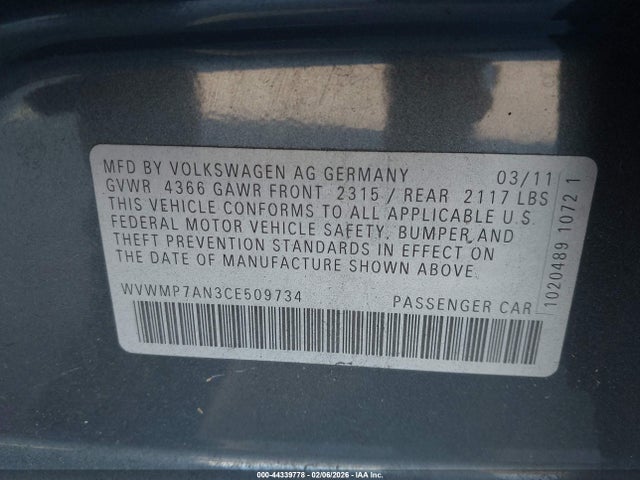 MFD BY VOLKSWAGEN AG GERMANY 03/11
GVWR 4366 GAWR FRONT 2315 / REAR 2117 LBS
THIS VEHICLE CONFORMS TO ALL APPLICABLE U.S.
FEDERAL MOTOR VEHICLE SAFETY, BUMPER, AND
THEFT PREVENTION STANDARDS IN EFFECT ON
THE DATE OF MANUFACTURE SHOWN ABOVE.
WVWMP7AN3CE509734 PASSENGER CAR
1020489 1072 1
000-44339778 - 02/06/2026 - IAA Inc.